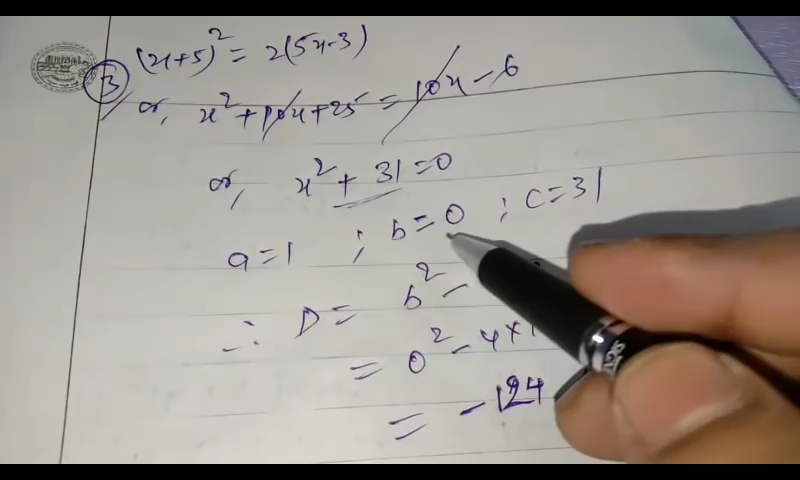 3 (x+5)² = 2(5x-3)
or, x² + 10x + 25 = 10x - 6
or, x² + 31 = 0
a = 1 ; b = 0 ; c = 31
∴ D = b² -
= 0² - 4 × 1
= -124